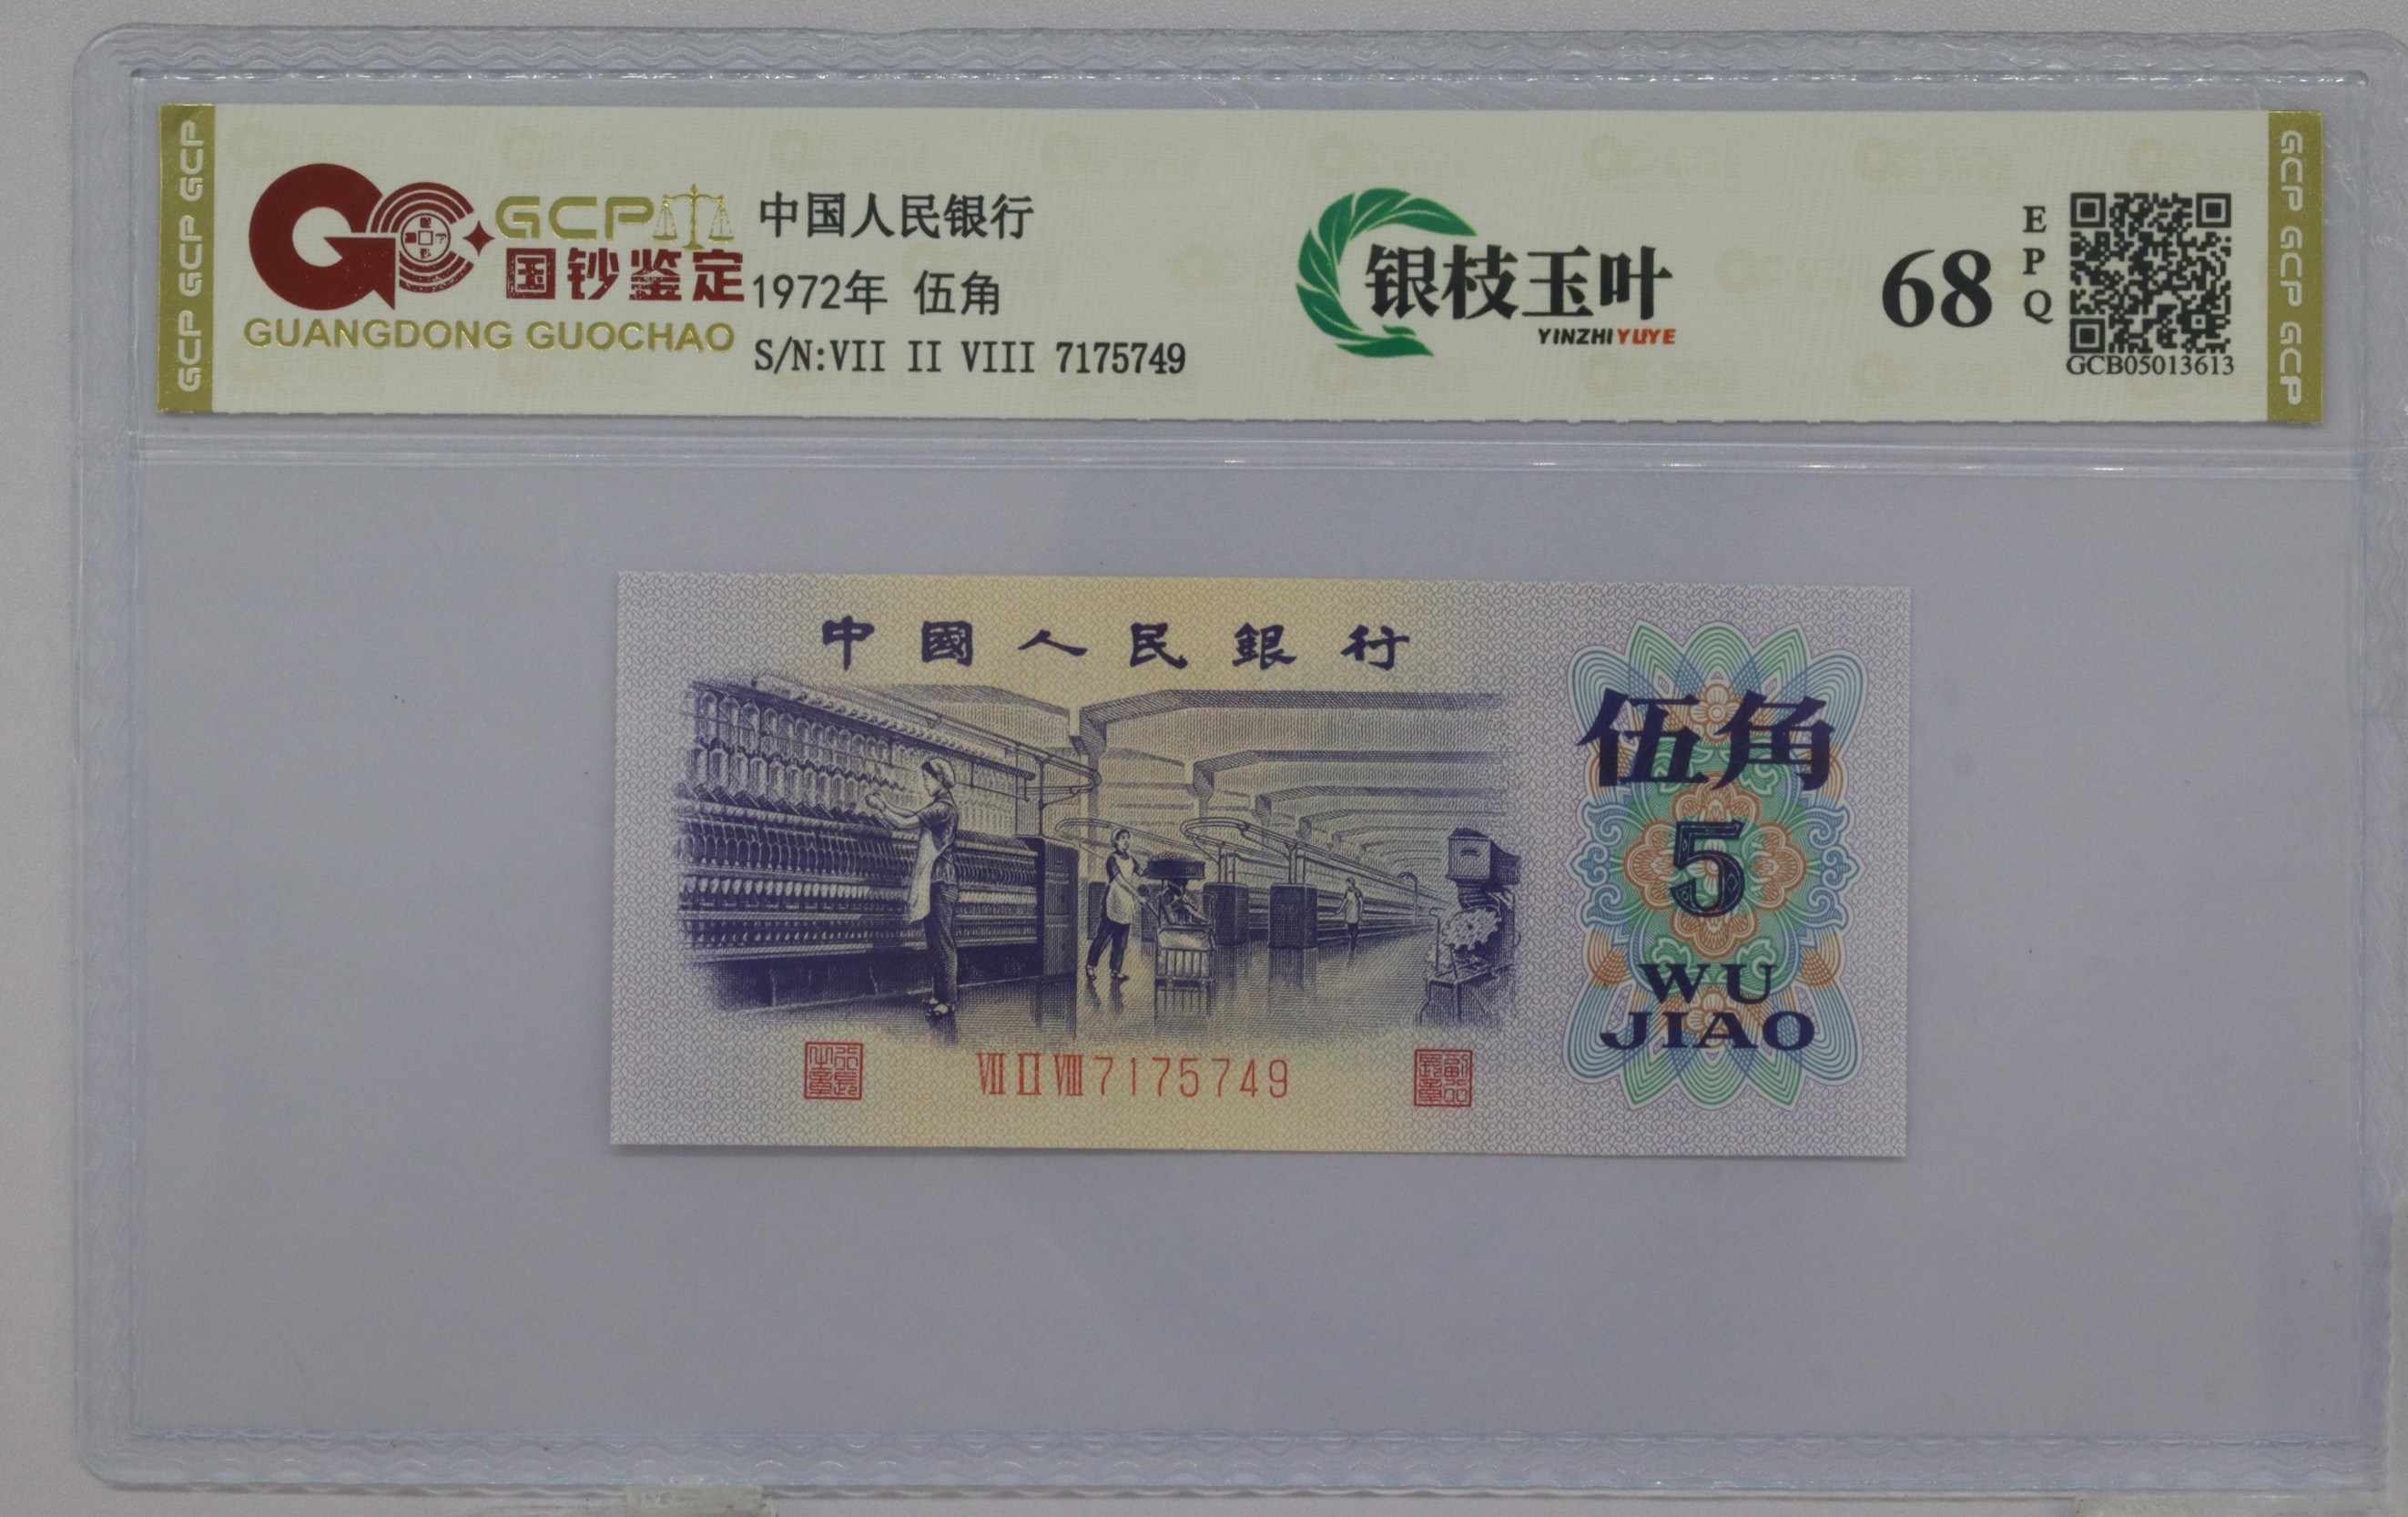 GCP GCP GCP
GCP
国钞鉴定
GUANGDONG GUOCHAO
中国人民银行
1972年 伍角
S/N:VII II VIII 7175749
银枝玉叶
YINZHIYUYE
68
EPQ
GCB05013613
GCP GCP GCP
中國人民銀行
伍角
5
WU
JIAO
VII II VIII 7175749